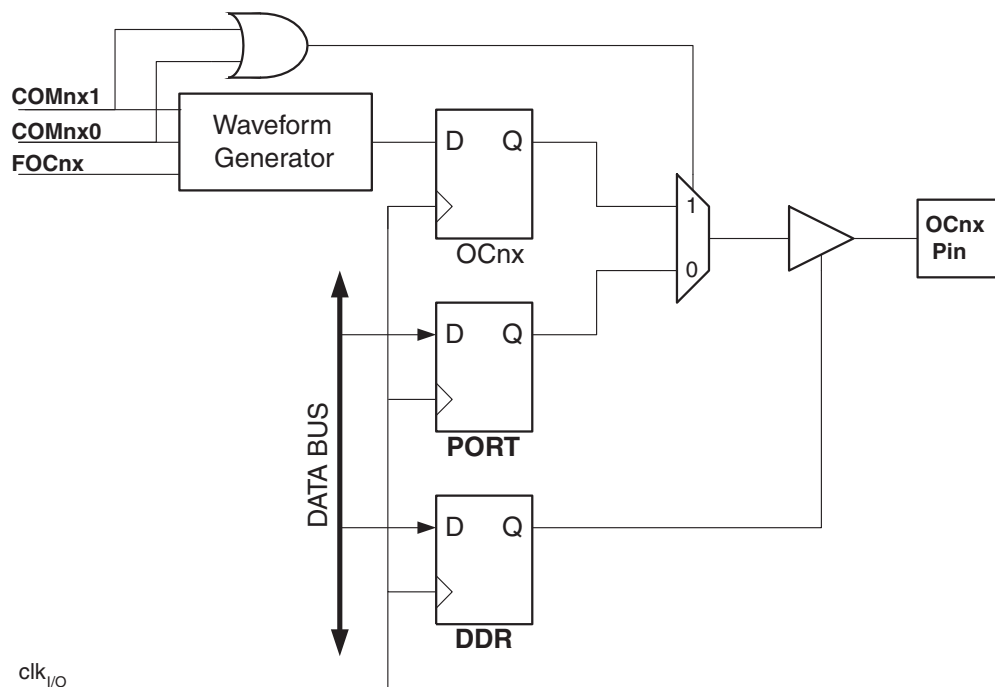 COMnx1
COMnx0
FOCnx
Waveform
Generator
D Q
OCnx
1
0
OCnx
Pin
D Q
PORT
DATA BUS
D Q
DDR
clkI/O